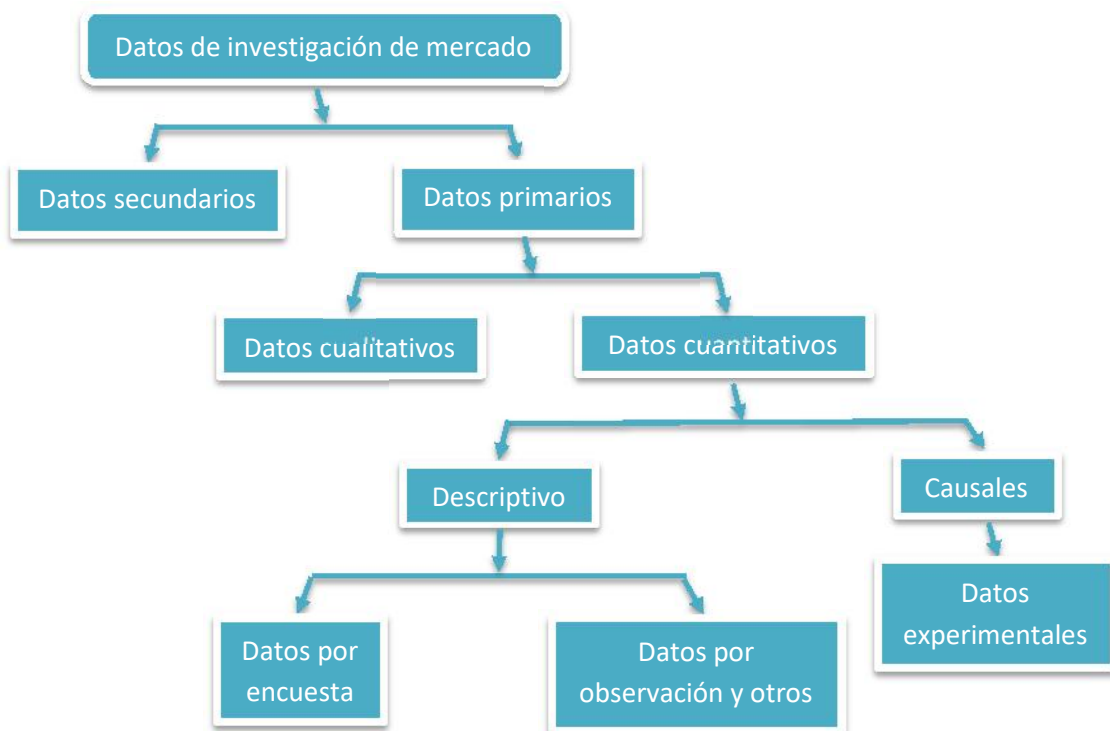 Datos de investigación de mercado
Datos secundarios
Datos primarios
Datos cualitativos
Datos cuantitativos
Descriptivo
Causales
Datos por
encuesta
Datos por
observación y otros
Datos
experimentales